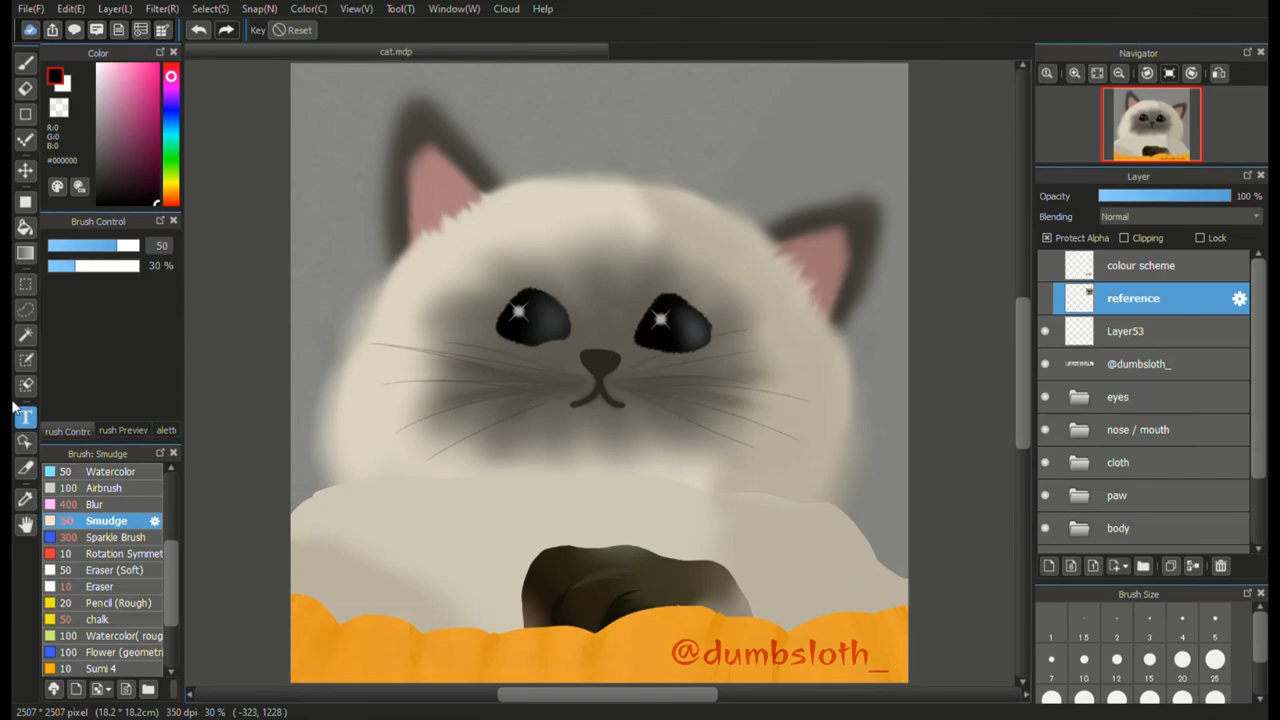 File(F) Edit(E) Layer(L) Filter(R) Select(S) Snap(N) Color(C) View(V) Tool(T) Window(W) Cloud Help
Key Reset
cat.mdp
Color
R:0
G:0
B:0
#000000
Brush Control
50
30 %
rush Contrc rush Preview alett
Brush: Smudge
50 Watercolor
100 Airbrush
400 Blur
50 Smudge
300 Sparkle Brush
10 Rotation Symmet
50 Eraser (Soft)
10 Eraser
20 Pencil (Rough)
50 chalk
100 Watercolor( roug
100 Flower (geometri
10 Sumi 4
2507 * 2507 pixel (18.2 * 18.2cm) 350 dpi 30 % ( -323, 1228 )
@dumbsloth_
Navigator
Layer
Opacity 100 %
Blending Normal
Protect Alpha Clipping Lock
colour scheme
reference
Layer53
@dumbsloth_
eyes
nose / mouth
cloth
paw
body
Brush Size
1 1.5 2 3 4 5
7 10 12 15 20 25